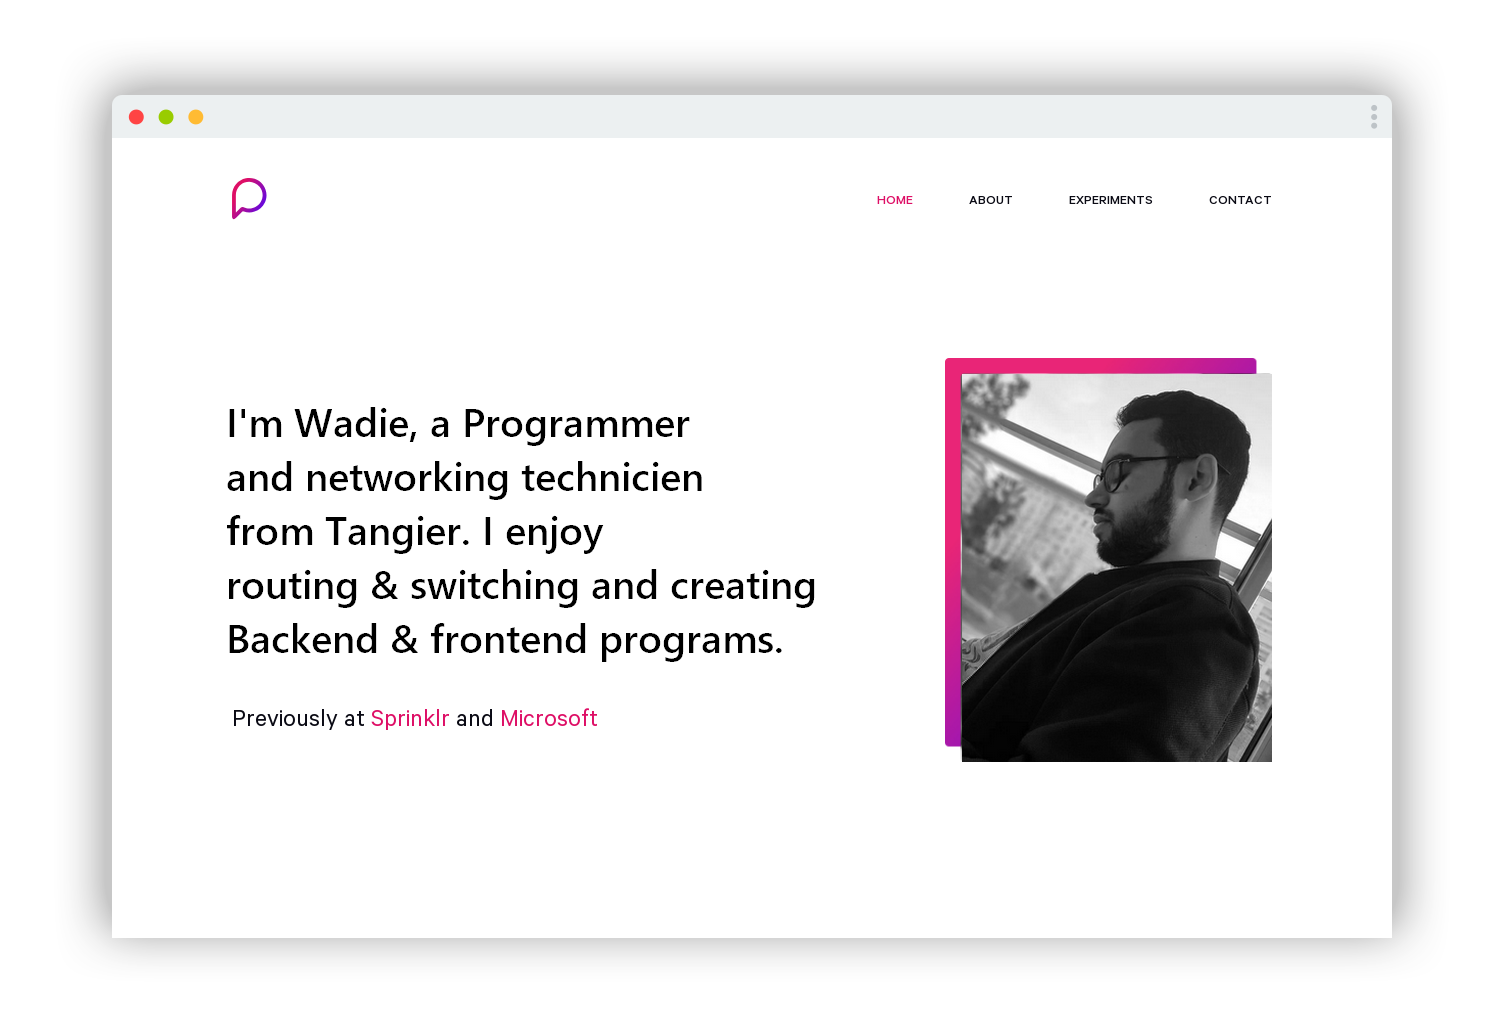 HOME ABOUT EXPERIMENTS CONTACT
I'm Wadie, a Programmer
and networking technicien
from Tangier. I enjoy
routing & switching and creating
Backend & frontend programs.
Previously at Sprinklr and Microsoft